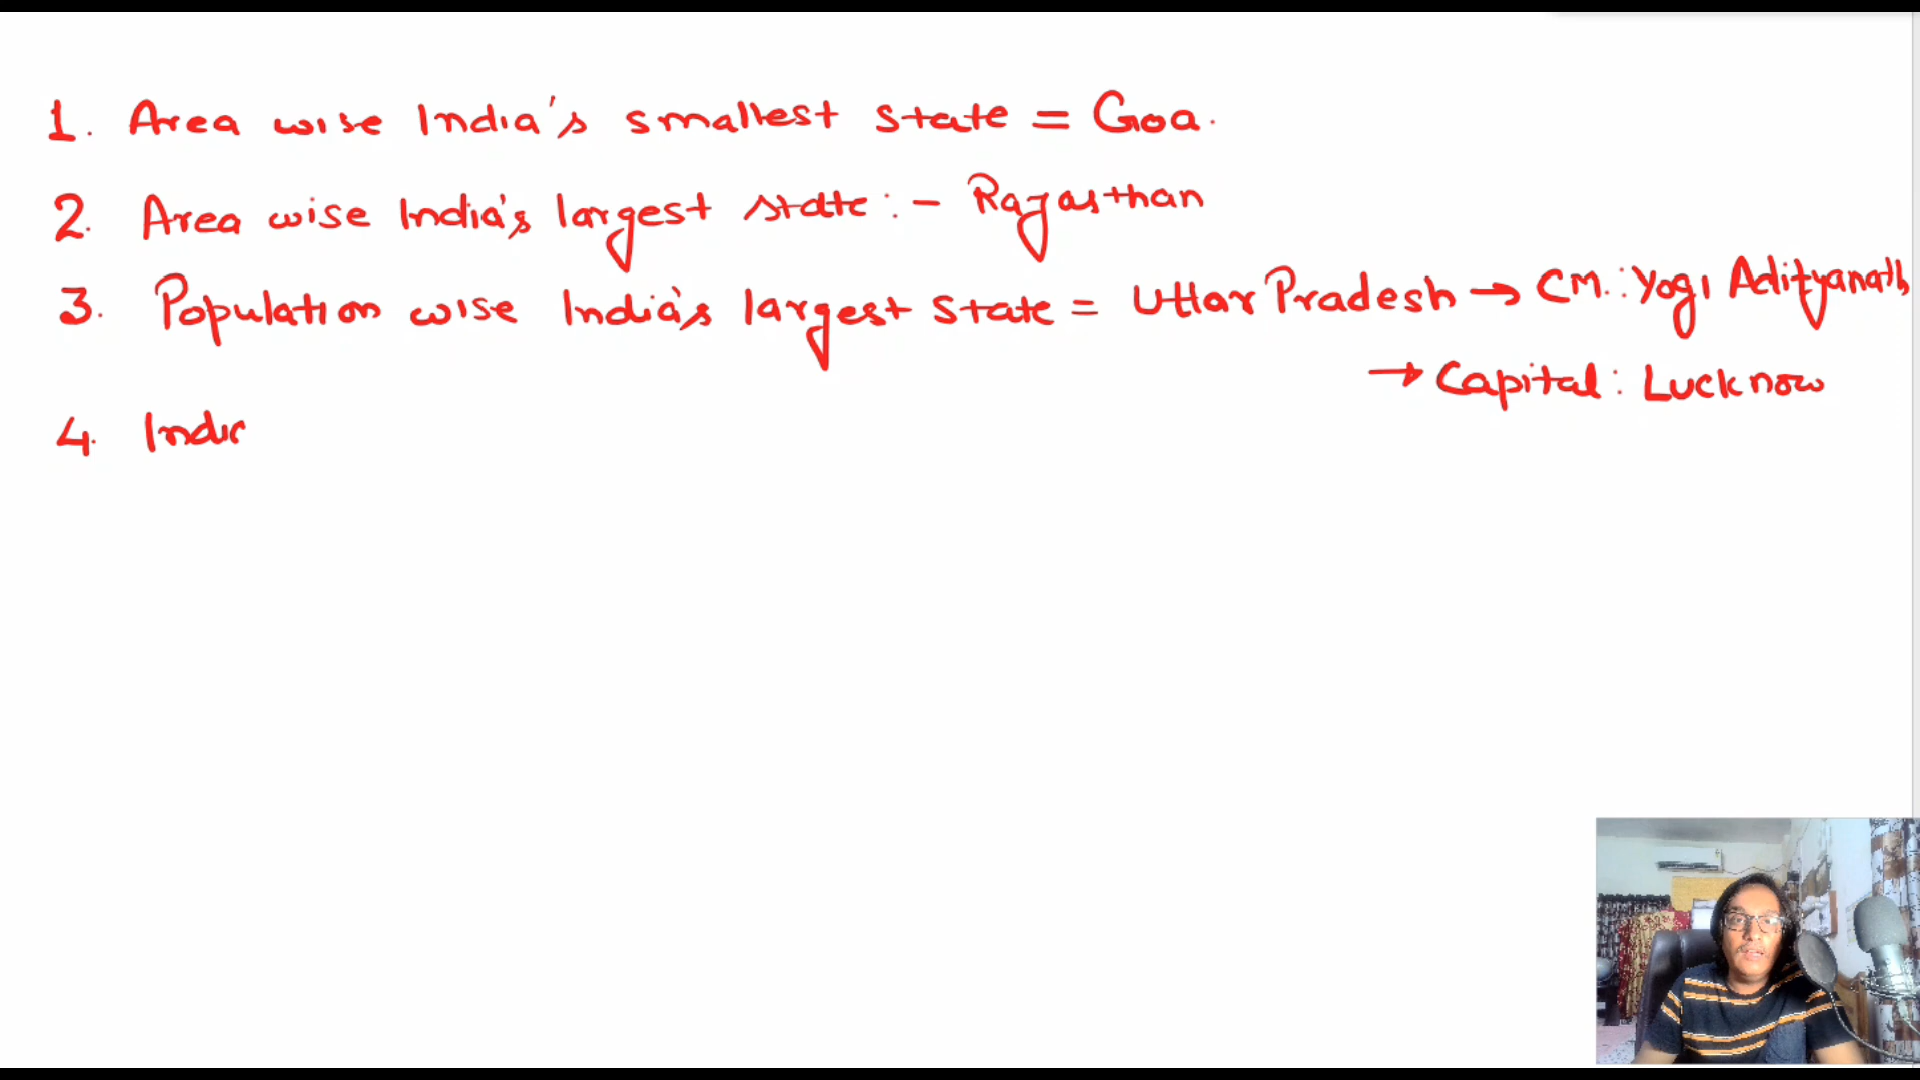 1. Area wise India's smallest state = Goa.
2. Area wise India's largest state :- Rajasthan
3. Population wise India's largest state = Uttar Pradesh → CM.: Yogi Adityanath
→ Capital: Lucknow
4. Indi